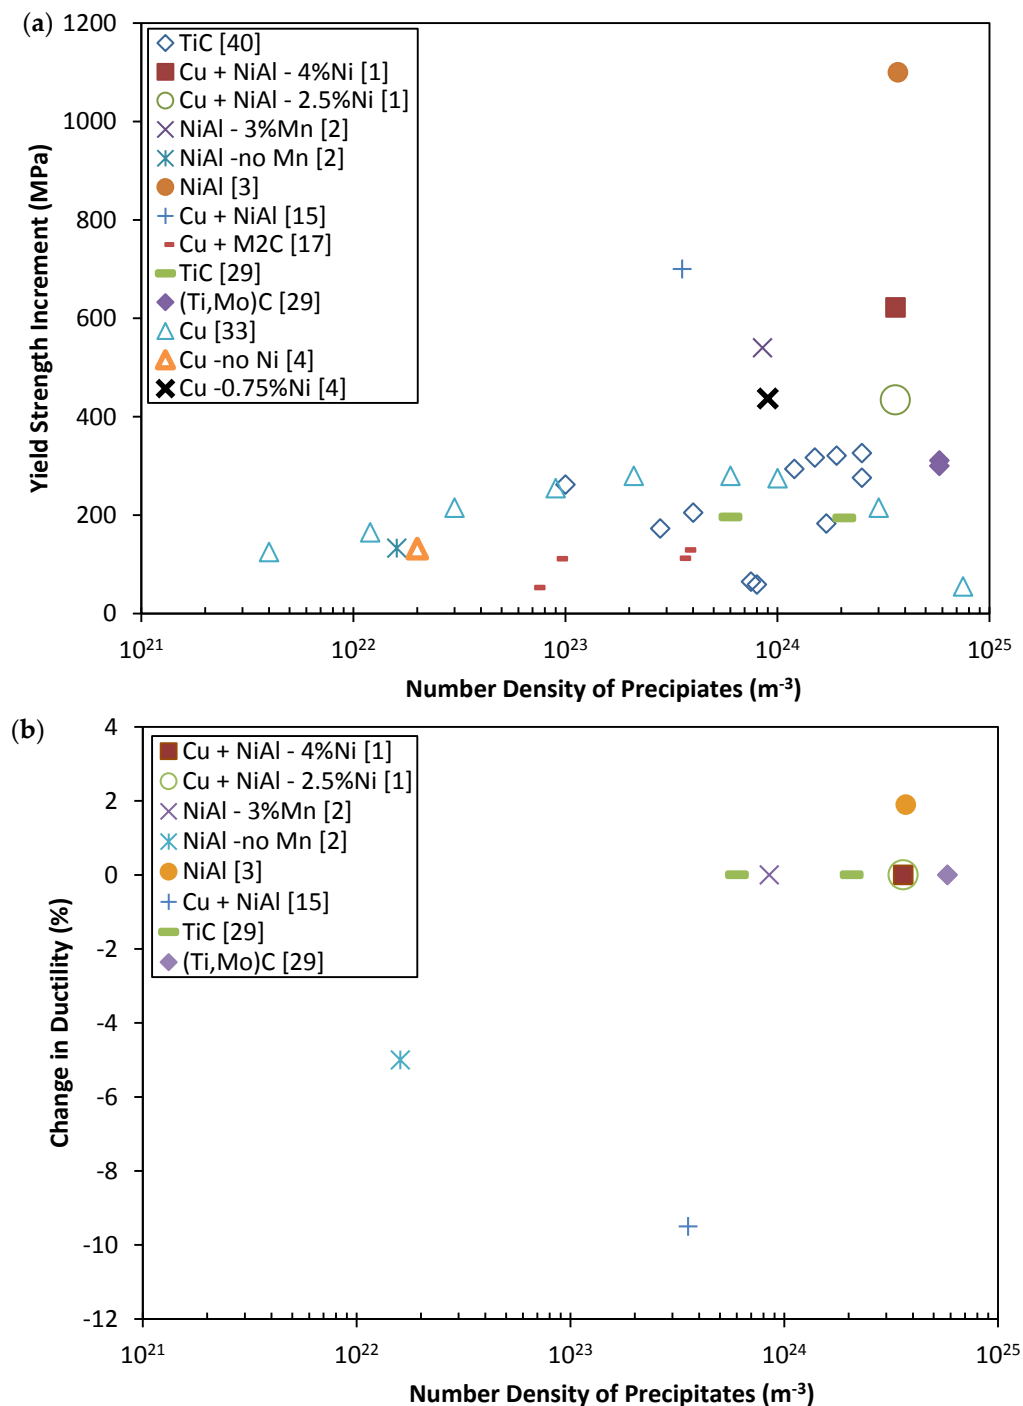 (a)
1200
1000
800
600
400
200
0
Yield Strength Increment (MPa)
TiC [40]
Cu + NiAl - 4%Ni [1]
Cu + NiAl - 2.5%Ni [1]
NiAl - 3%Mn [2]
NiAl -no Mn [2]
NiAl [3]
Cu + NiAl [15]
Cu + M2C [17]
TiC [29]
(Ti,Mo)C [29]
Cu [33]
Cu -no Ni [4]
Cu -0.75%Ni [4]
10²¹ 10²² 10²³ 10²⁴ 10²⁵
Number Density of Precipiates (m⁻³)
(b)
4
2
0
-2
-4
-6
-8
-10
-12
Change in Ductility (%)
Cu + NiAl - 4%Ni [1]
Cu + NiAl - 2.5%Ni [1]
NiAl - 3%Mn [2]
NiAl -no Mn [2]
NiAl [3]
Cu + NiAl [15]
TiC [29]
(Ti,Mo)C [29]
10²¹ 10²² 10²³ 10²⁴ 10²⁵
Number Density of Precipitates (m⁻³)